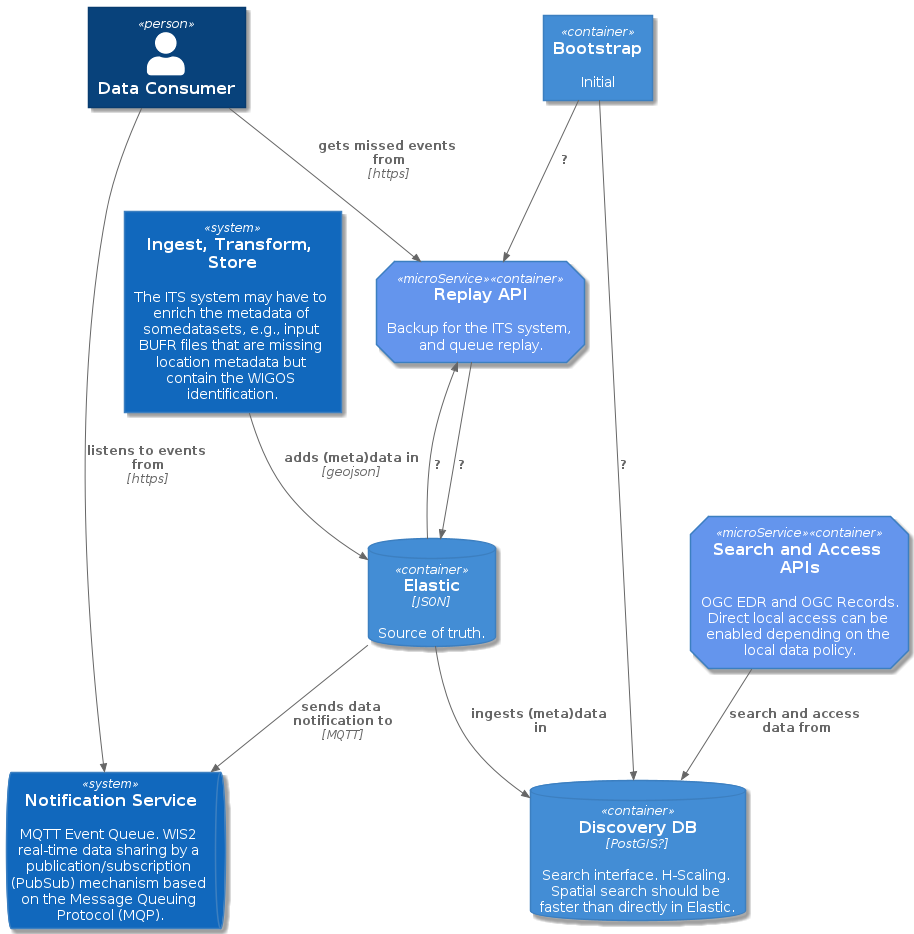 «person»
Data Consumer
«container»
Bootstrap
Initial
gets missed events
from
[https]
?
«system»
Ingest, Transform,
Store
The ITS system may have to
enrich the metadata of
somedatasets, e.g., input
BUFR files that are missing
location metadata but
contain the WIGOS
identification.
«microService»«container»
Replay API
Backup for the ITS system,
and queue replay.
listens to events
from
[https]
adds (meta)data in
[geojson]
?
?
?
«container»
Elastic
[JSON]
Source of truth.
«microService»«container»
Search and Access
APIs
OGC EDR and OGC Records.
Direct local access can be
enabled depending on the
local data policy.
sends data
notification to
[MQTT]
ingests (meta)data
in
search and access
data from
«system»
Notification Service
MQTT Event Queue. WIS2
real-time data sharing by a
publication/subscription
(PubSub) mechanism based
on the Message Queuing
Protocol (MQP).
«container»
Discovery DB
[PostGIS?]
Search interface. H-Scaling.
Spatial search should be
faster than directly in Elastic.